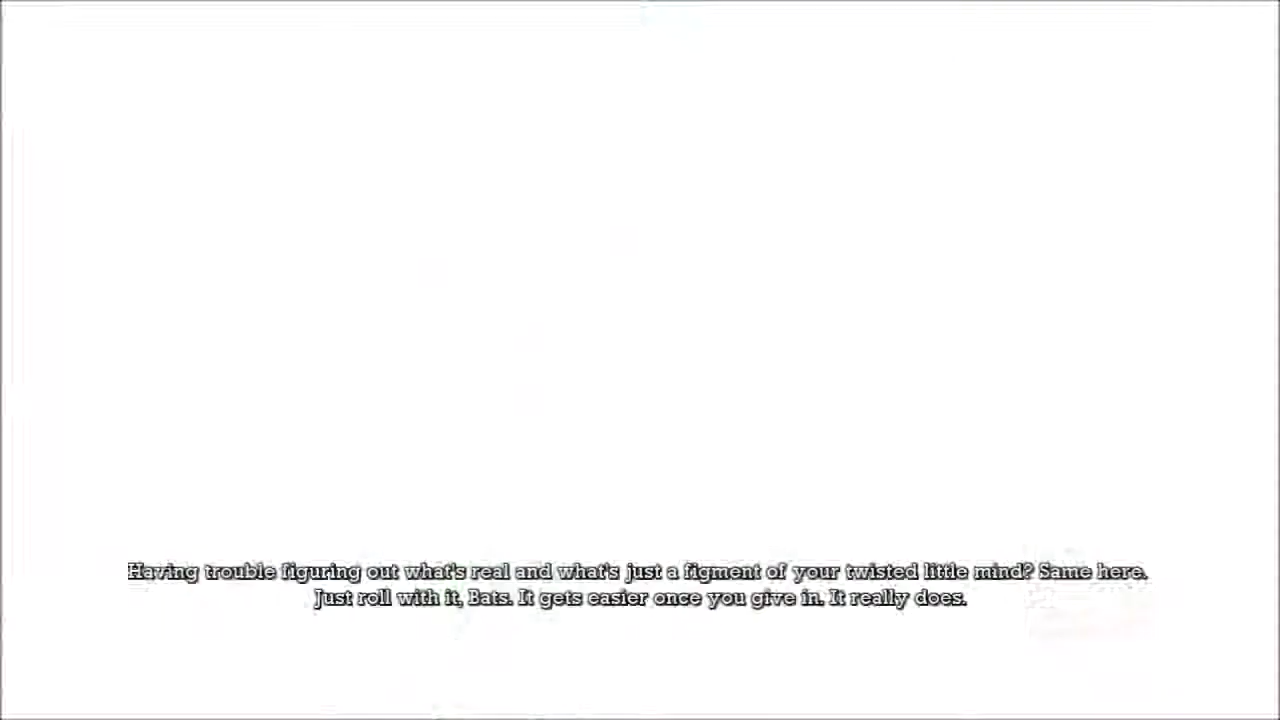 Having trouble figuring out what's real and what's just a figment of your twisted little mind? Same here.
Just roll with it, Bats. It gets easier once you give in. It really does.